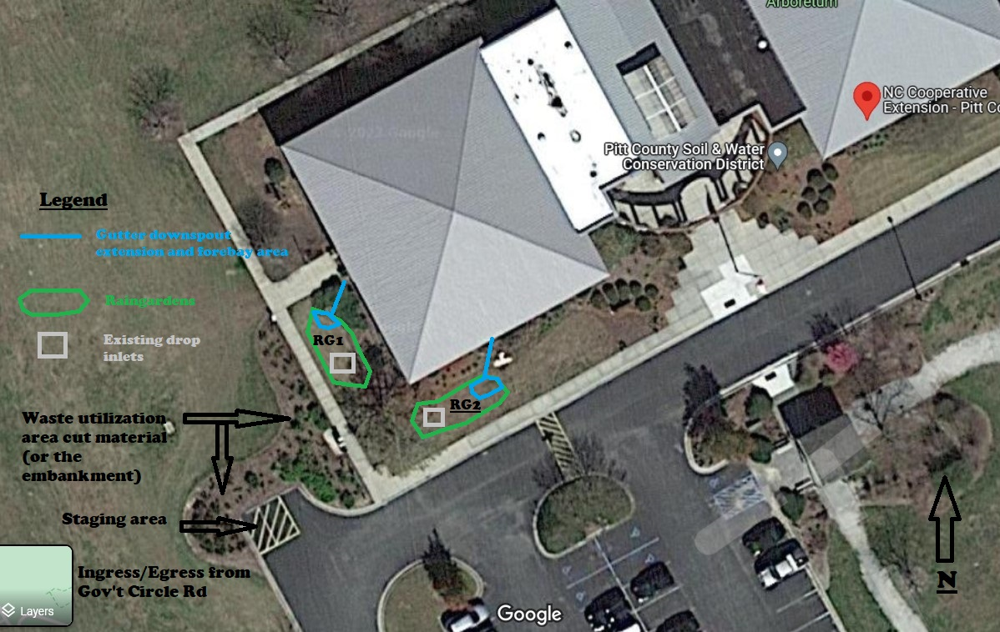 Arboretum
NC Cooperative
Extension - Pitt Co
© 2023 Google
Pitt County Soil & Water
Conservation District
Legend
Gutter downspout
extension and forebay area
Raingardens
Existing drop
inlets
RG1
RG2
Waste utilization
area cut material
(or the
embankment)
Staging area
Ingress/Egress from
Gov't Circle Rd
Layers
Google
N